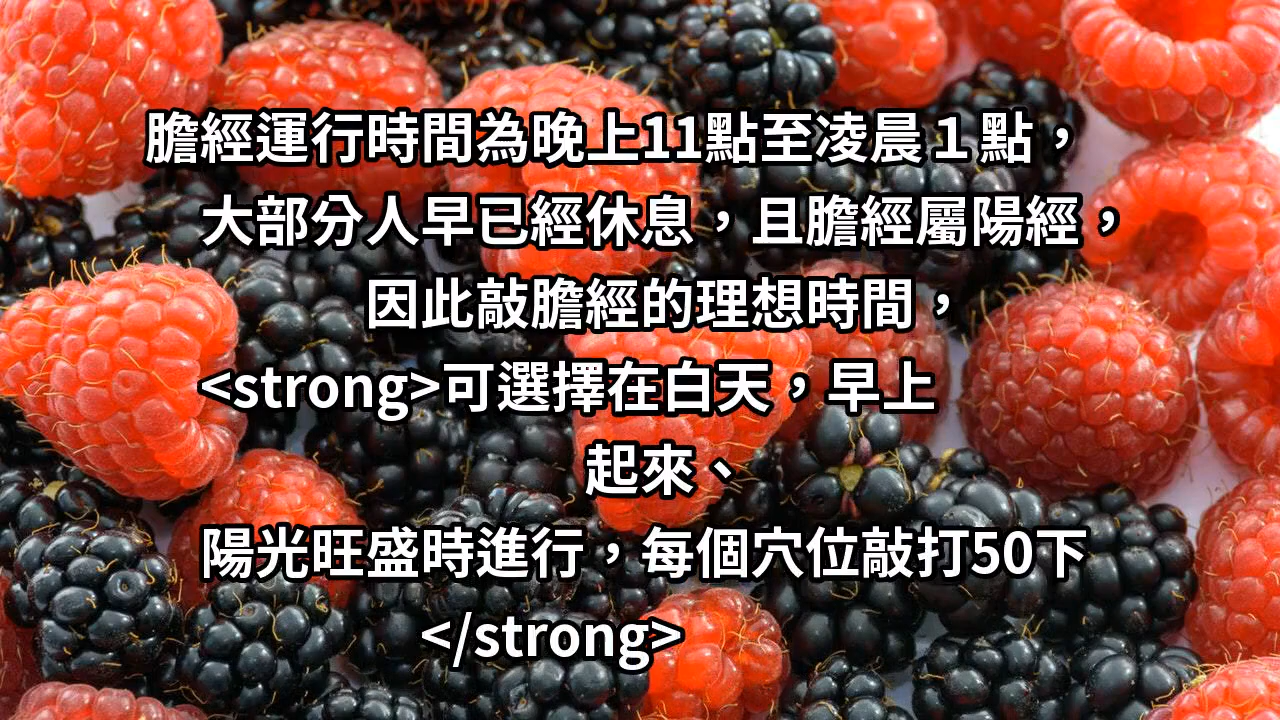 膽經運行時間為晚上11點至凌晨１點，
大部分人早已經休息，且膽經屬陽經，
因此敲膽經的理想時間，
<strong>可選擇在白天，早上
起來、
陽光旺盛時進行，每個穴位敲打50下
</strong>